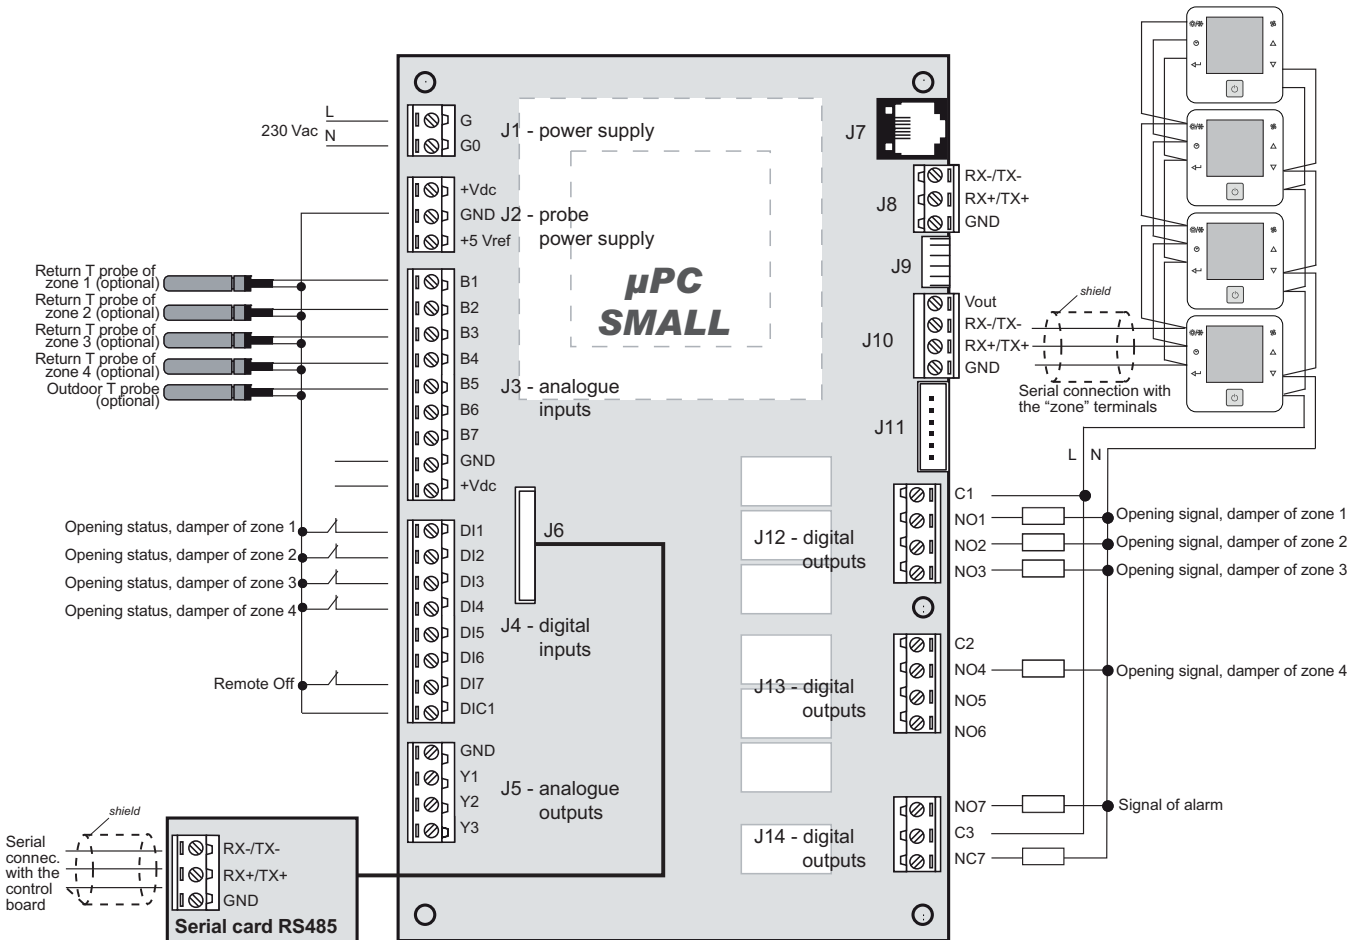 L
230 Vac N
G
G0
J1 - power supply
+Vdc
GND
+5 Vref
J2 - probe
power supply
µPC
SMALL
Return T probe of
zone 1 (optional)
Return T probe of
zone 2 (optional)
Return T probe of
zone 3 (optional)
Return T probe of
zone 4 (optional)
Outdoor T probe
(optional)
B1
B2
B3
B4
B5
B6
B7
GND
+Vdc
J3 - analogue
inputs
Opening status, damper of zone 1
Opening status, damper of zone 2
Opening status, damper of zone 3
Opening status, damper of zone 4
Remote Off
DI1
DI2
DI3
DI4
DI5
DI6
DI7
DIC1
J6
J4 - digital
inputs
GND
Y1
Y2
Y3
J5 - analogue
outputs
shield
Serial
connec.
with the
control
board
RX-/TX-
RX+/TX+
GND
Serial card RS485
J7
J8
RX-/TX-
RX+/TX+
GND
J9
J10
Vout
RX-/TX-
RX+/TX+
GND
shield
Serial connection with
the “zone” terminals
J11
L N
J12 - digital
outputs
C1
NO1
NO2
NO3
Opening signal, damper of zone 1
Opening signal, damper of zone 2
Opening signal, damper of zone 3
J13 - digital
outputs
C2
NO4
NO5
NO6
Opening signal, damper of zone 4
J14 - digital
outputs
NO7
C3
NC7
Signal of alarm